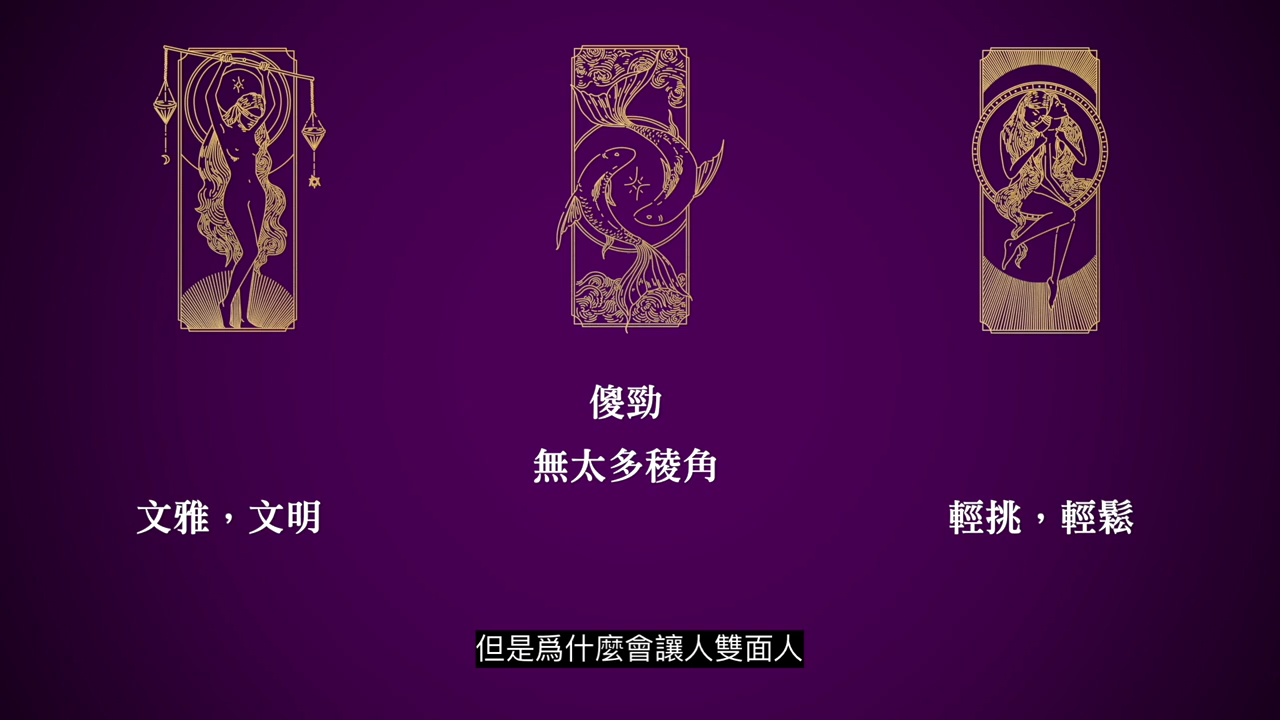 傻勁
無太多稜角
文雅，文明
輕挑，輕鬆
但是爲什麼會讓人雙面人